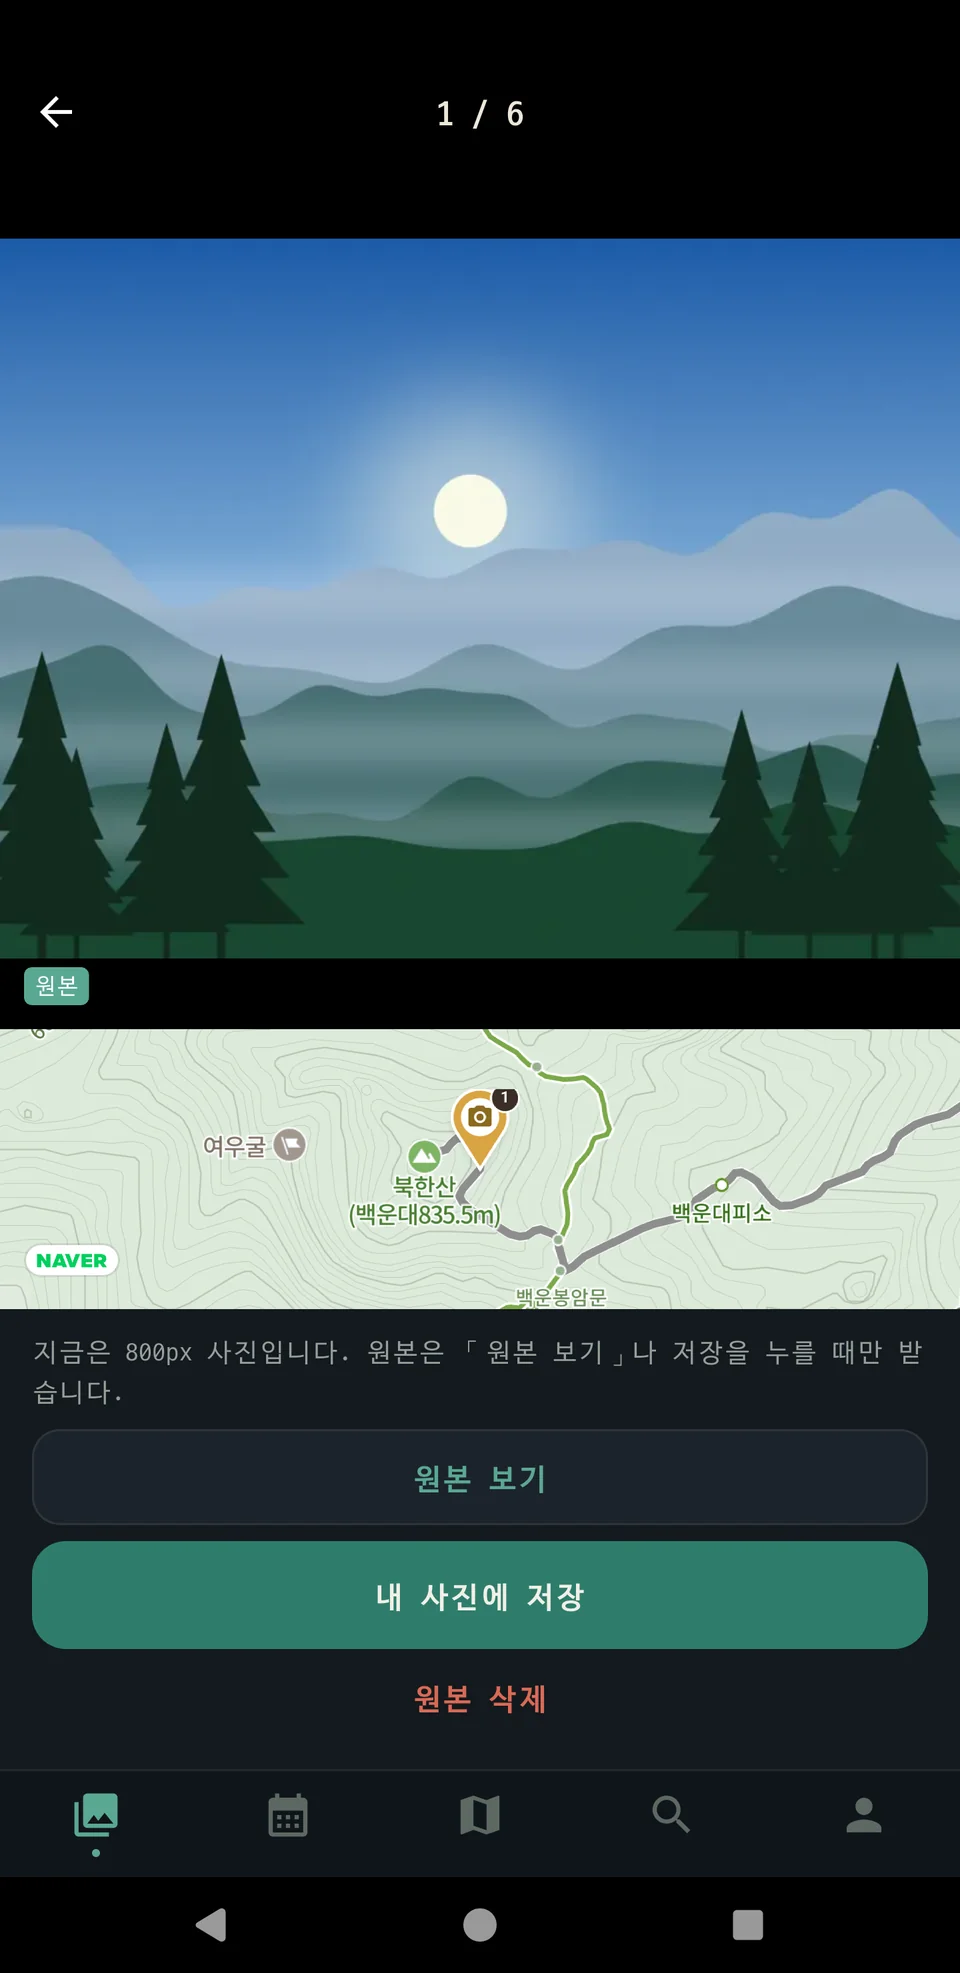 1 / 6
원본
1
여우굴
북한산
(백운대835.5m)
백운대피소
NAVER
백운봉암문
지금은 800px 사진입니다. 원본은 「원본 보기」나 저장을 누를 때만 받
습니다.
원본 보기
내 사진에 저장
원본 삭제